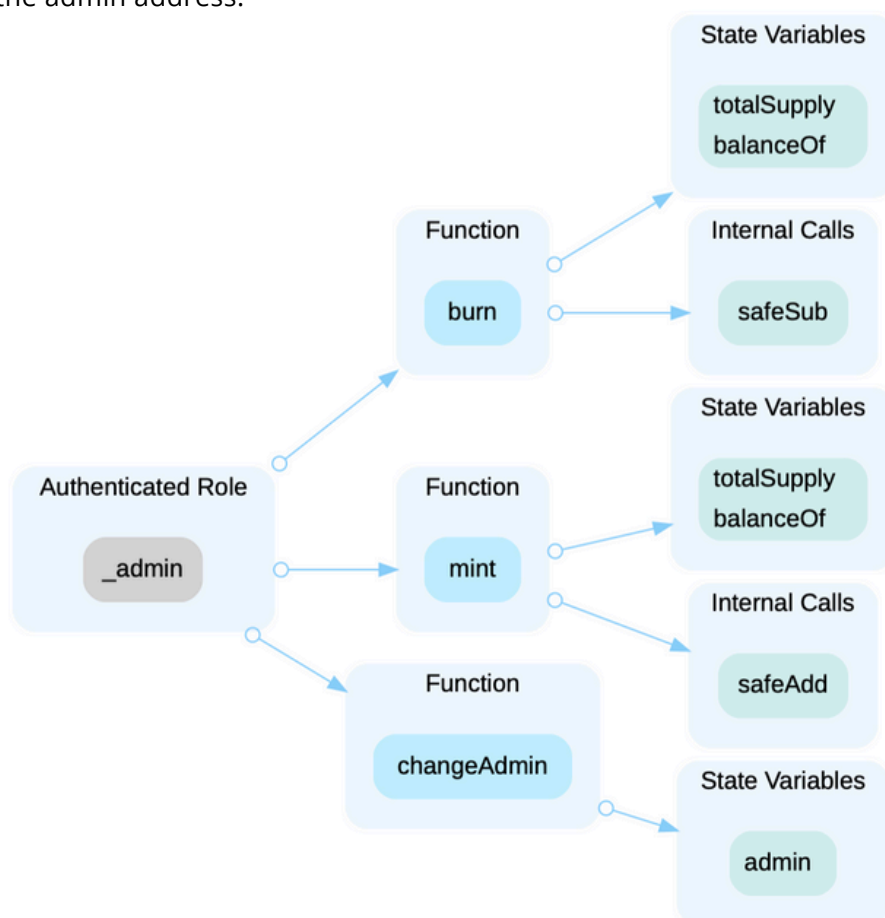 the admin address.
State Variables
totalSupply
balanceOf
Function
burn
Internal Calls
safeSub
Authenticated Role
_admin
Function
mint
State Variables
totalSupply
balanceOf
Internal Calls
safeAdd
Function
changeAdmin
State Variables
admin